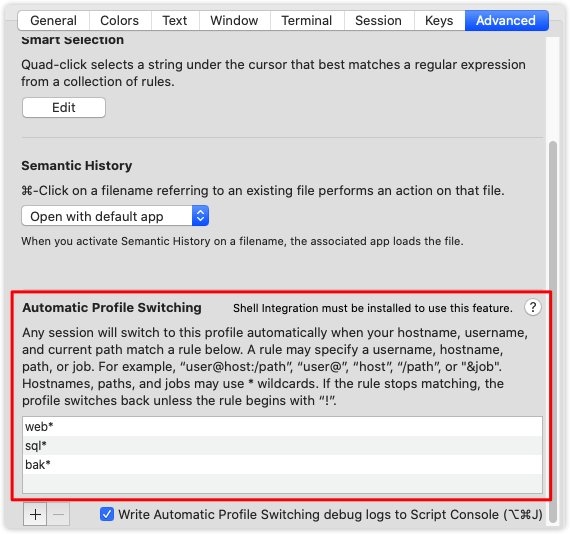 General Colors Text Window Terminal Session Keys Advanced
Smart Selection
Quad-click selects a string under the cursor that best matches a regular expression
from a collection of rules.
Edit
Semantic History
⌘-Click on a filename referring to an existing file performs an action on that file.
Open with default app
When you activate Semantic History on a filename, the associated app loads the file.
Automatic Profile Switching Shell Integration must be installed to use this feature. ?
Any session will switch to this profile automatically when your hostname, username,
and current path match a rule below. A rule may specify a username, hostname,
path, or job. For example, “user@host:/path”, “user@”, “host”, “/path”, or "&job".
Hostnames, paths, and jobs may use * wildcards. If the rule stops matching, the
profile switches back unless the rule begins with “!”.
web*
sql*
bak*
+ − Write Automatic Profile Switching debug logs to Script Console (⌥⌘J)